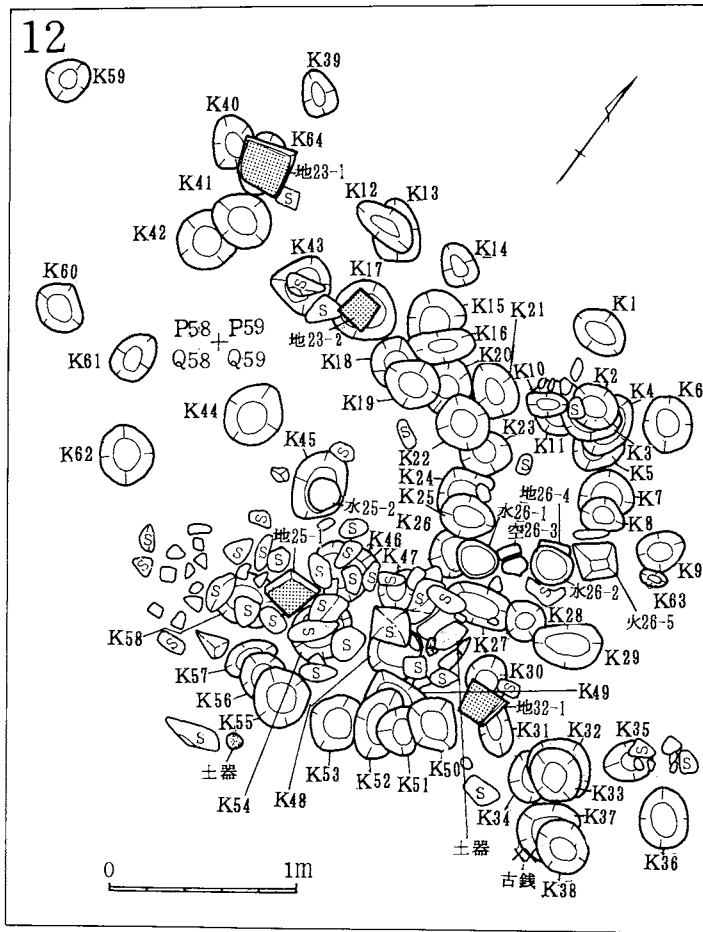 12
K59
K39
K40
K64
地23-1
K41
S
K12
K13
K42
K14
K43
K17
S
S
K60
K15
K21
K1
P58
P59
K16
Q58
Q59
地23-2
K18
K20
K61
K10
K2
K4
K6
K19
K44
K11
K3
K62
K45
S
K22
K23
S
K5
K24
地26-4
K25
水26-1
K7
水25-2
空26-3
K26
K8
地25-1
K46
K47
K9
S
K63
水26-2
火26-5
K58
K28
K27
K29
K57
K30
K56
K49
地32-1
K55
K31
K32
K35
土器
K53
K50
K54
K48
K52
K51
K33
K34
K37
土器
K36
古銭
K38
0
1m